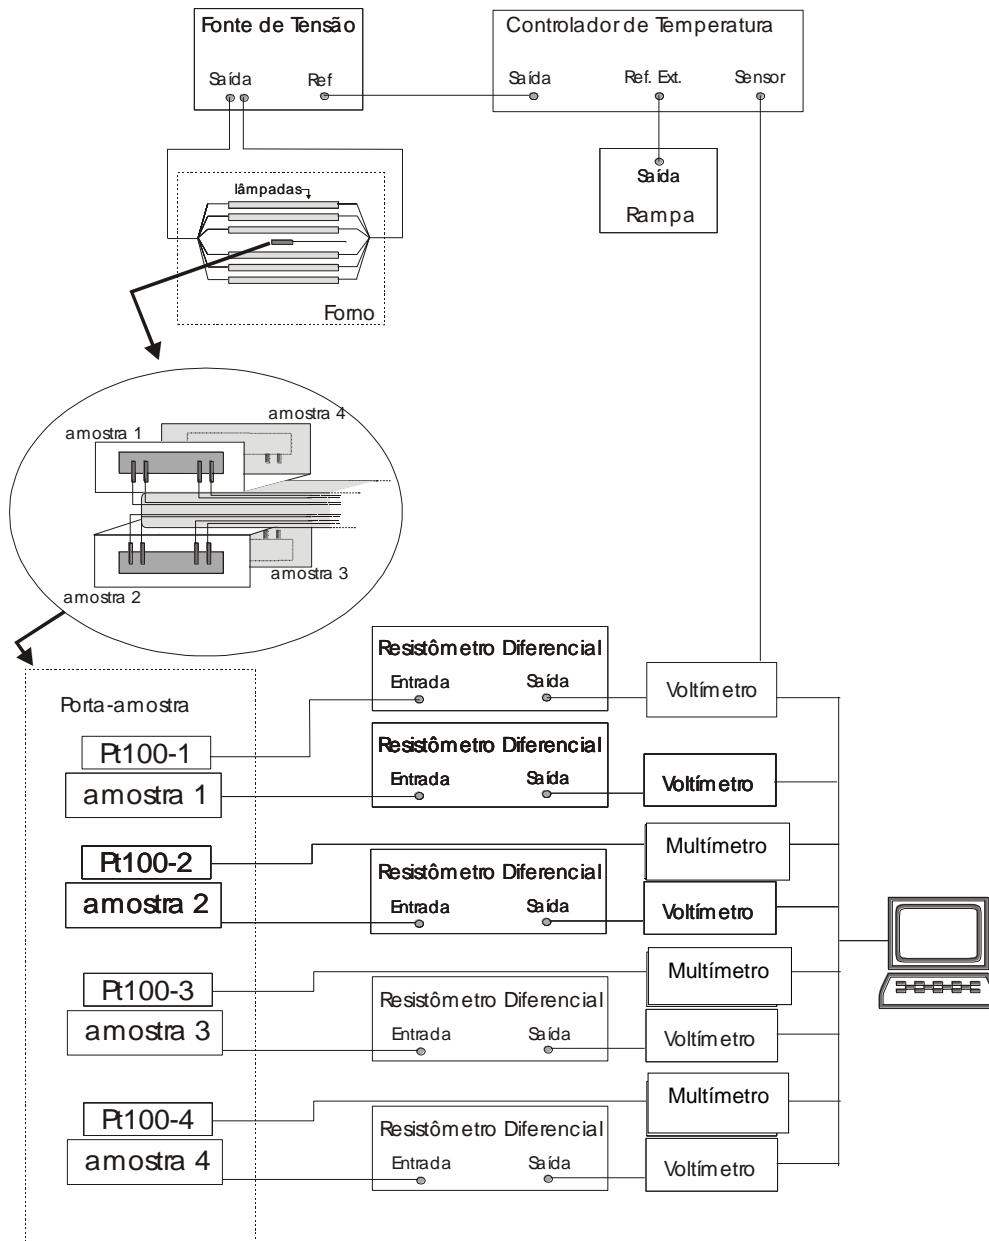 Fonte de Tensão
Saída
Ref
Controlador de Temperatura
Saída
Ref. Ext.
Sensor
Saída
Rampa
lâmpadas
Forno
amostra 4
amostra 1
amostra 3
amostra 2
Porta-amostra
Pt100-1
amostra 1
Pt100-2
amostra 2
Pt100-3
amostra 3
Pt100-4
amostra 4
Resistômetro Diferencial
Entrada
Saída
Voltímetro
Resistômetro Diferencial
Entrada
Saída
Voltímetro
Multímetro
Resistômetro Diferencial
Entrada
Saída
Voltímetro
Multímetro
Resistômetro Diferencial
Entrada
Saída
Voltímetro
Multímetro
Resistômetro Diferencial
Entrada
Saída
Voltímetro